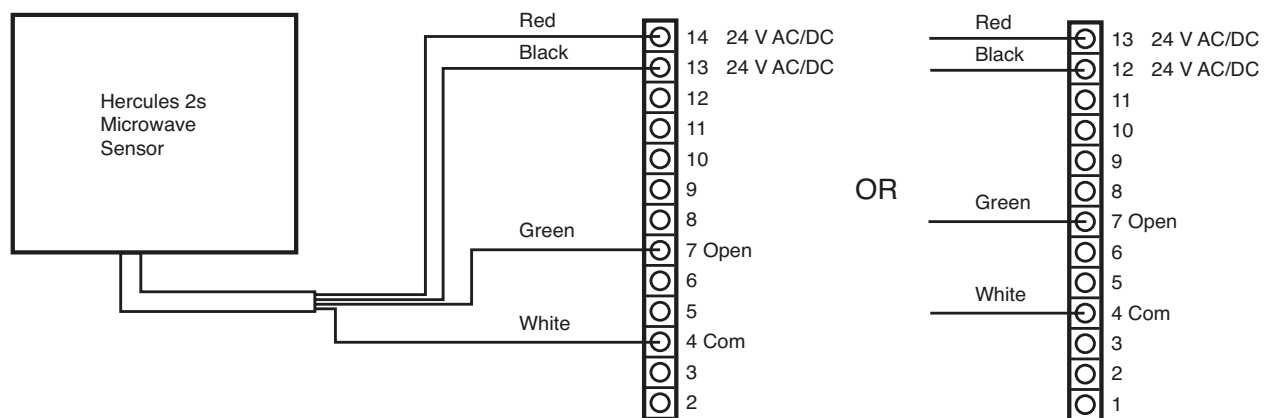 Hercules 2s
Microwave
Sensor
Red
Black
Green
White
14 24 V AC/DC
13 24 V AC/DC
12
11
10
9
8
7 Open
6
5
4 Com
3
2
OR
Red
Black
Green
White
13 24 V AC/DC
12 24 V AC/DC
11
10
9
8
7 Open
6
5
4 Com
3
2
1